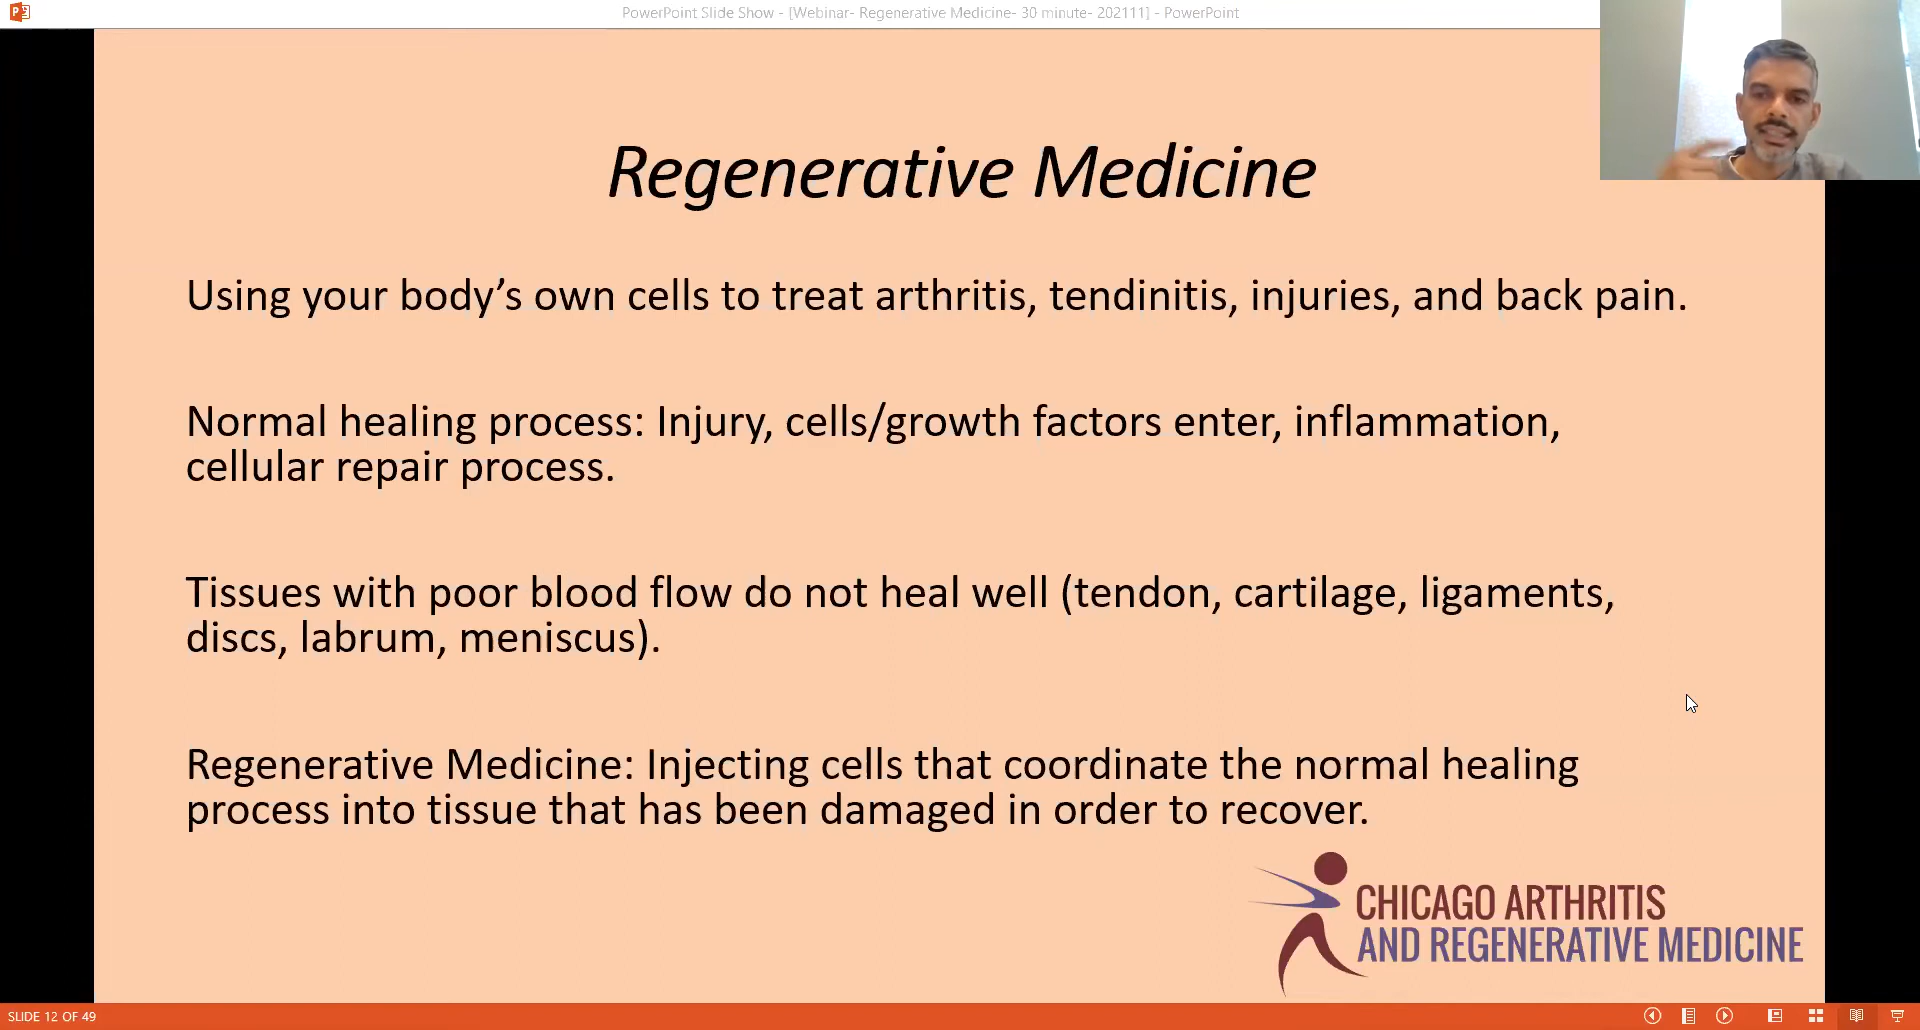 PowerPoint Slide Show - [Webinar- Regenerative Medicine- 30 minute- 202111] - PowerPoint
Regenerative Medicine
Using your body’s own cells to treat arthritis, tendinitis, injuries, and back pain.
Normal healing process: Injury, cells/growth factors enter, inflammation,
cellular repair process.
Tissues with poor blood flow do not heal well (tendon, cartilage, ligaments,
discs, labrum, meniscus).
Regenerative Medicine: Injecting cells that coordinate the normal healing
process into tissue that has been damaged in order to recover.
CHICAGO ARTHRITIS
AND REGENERATIVE MEDICINE
SLIDE 12 OF 49